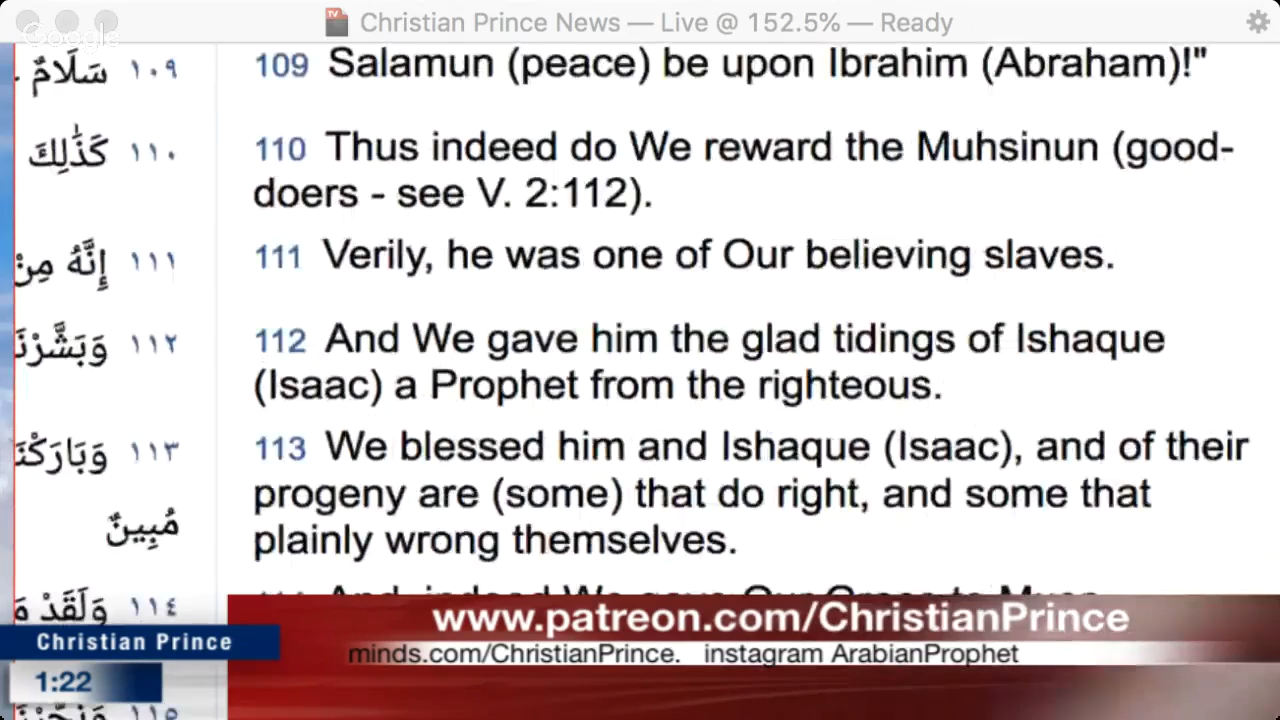 Christian Prince News — Live @ 152.5% — Ready
Google
سَلَامٌ ١٠٩
109 Salamun (peace) be upon Ibrahim (Abraham)!"
كَذَٰلِكَ ١١٠
110 Thus indeed do We reward the Muhsinun (good-
doers - see V. 2:112).
إِنَّهُ مِنْ ١١١
111 Verily, he was one of Our believing slaves.
١١٢
112 And We gave him the glad tidings of Ishaque
(Isaac) a Prophet from the righteous.
١١٣
113 We blessed him and Ishaque (Isaac), and of their
progeny are (some) that do right, and some that
مُبِينٌ
plainly wrong themselves.
وَلَقَدْ ١١٤
www.patreon.com/ChristianPrince
Christian Prince
minds.com/ChristianPrince. instagram ArabianProphet
1:22